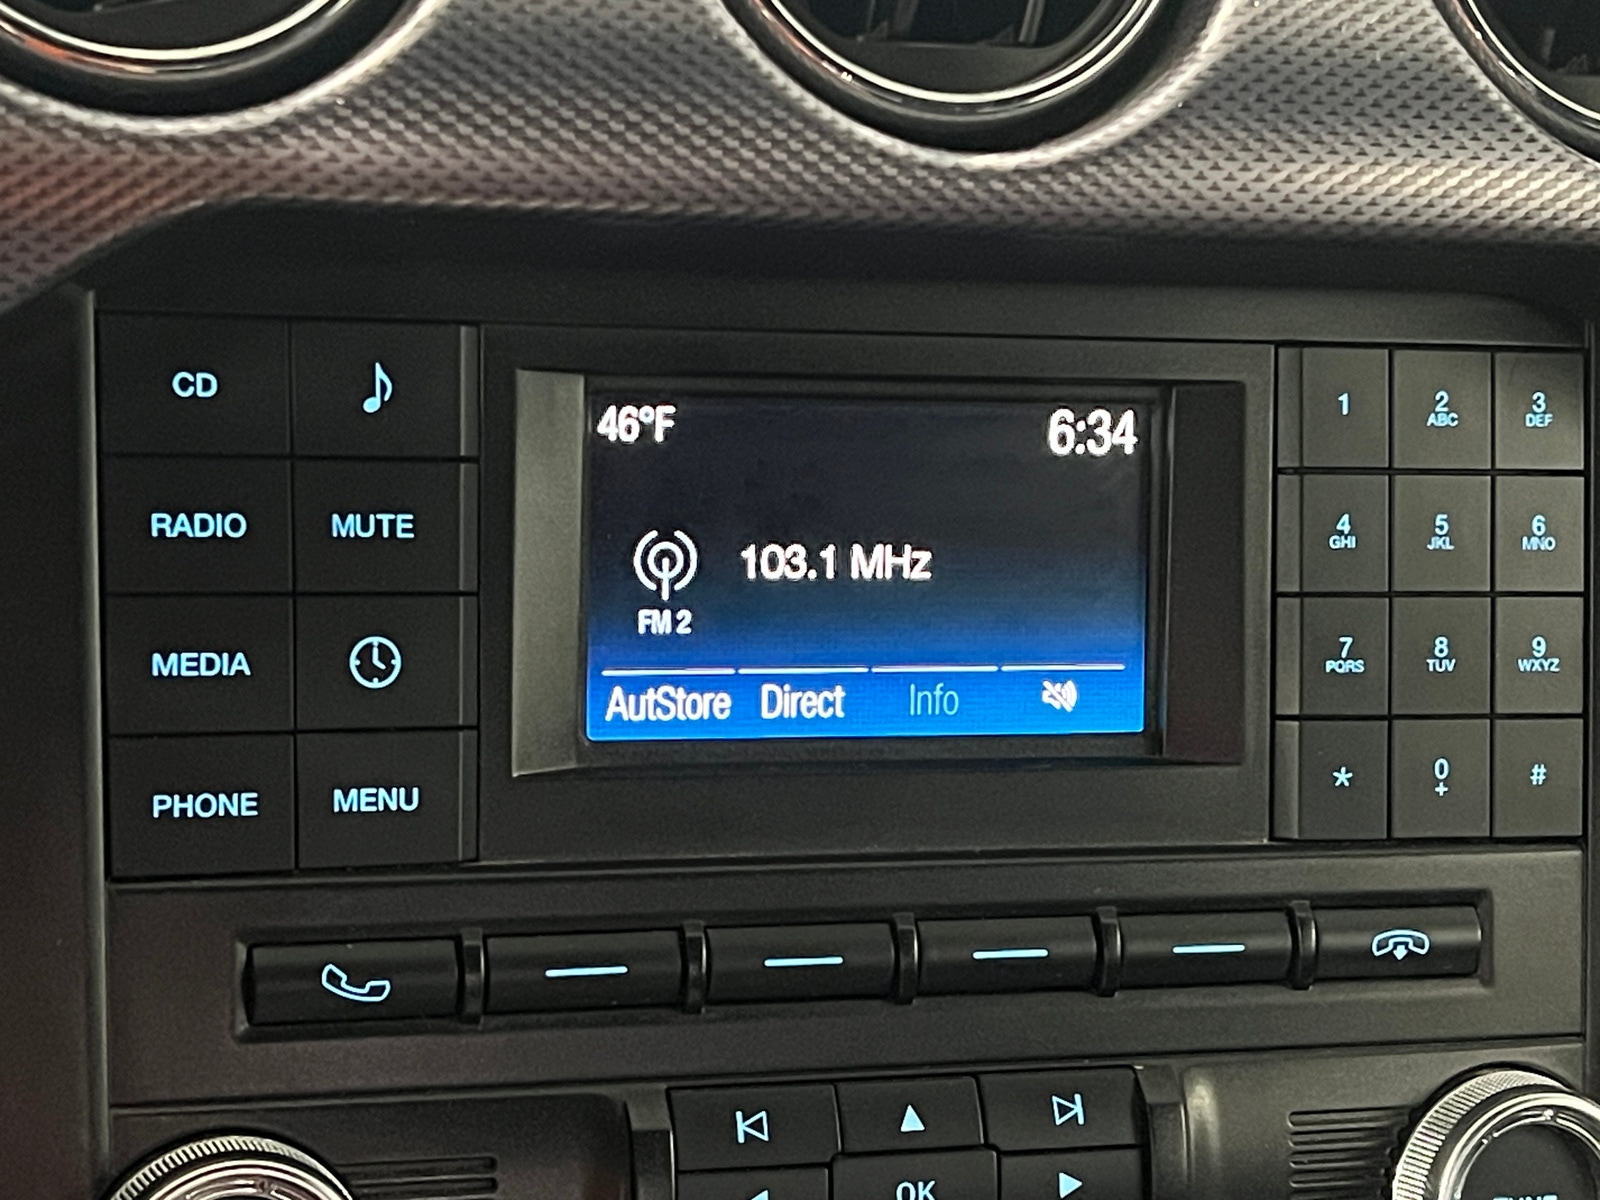 CD
RADIO
MUTE
MEDIA
PHONE
MENU
46°F
6:34
103.1 MHz
FM 2
AutStore Direct Info
1
2
ABC
3
DEF
4
GHI
5
JKL
6
MNO
7
PQRS
8
TUV
9
WXYZ
*
0
+
#
OK
TUNE